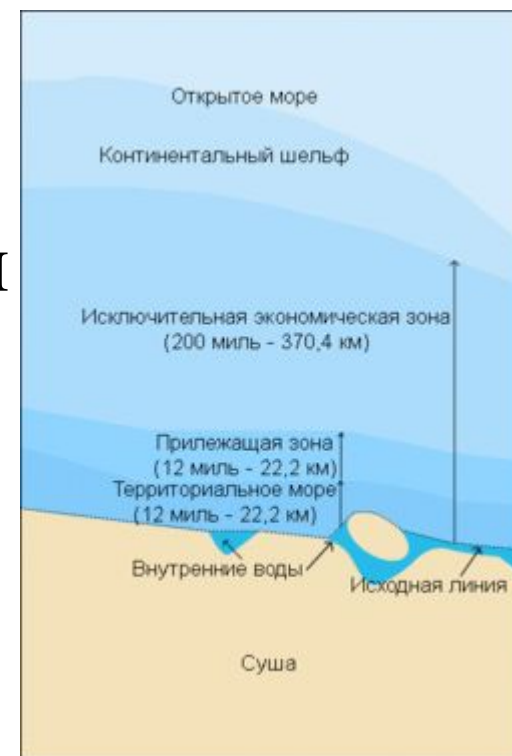 Открытое море
Континентальный шельф
Исключительная экономическая зона
(200 миль - 370,4 км)
Прилежащая зона
(12 миль - 22,2 км)
Территориальное море
(12 миль - 22,2 км)
Внутренние воды
Исходная линия
Суша